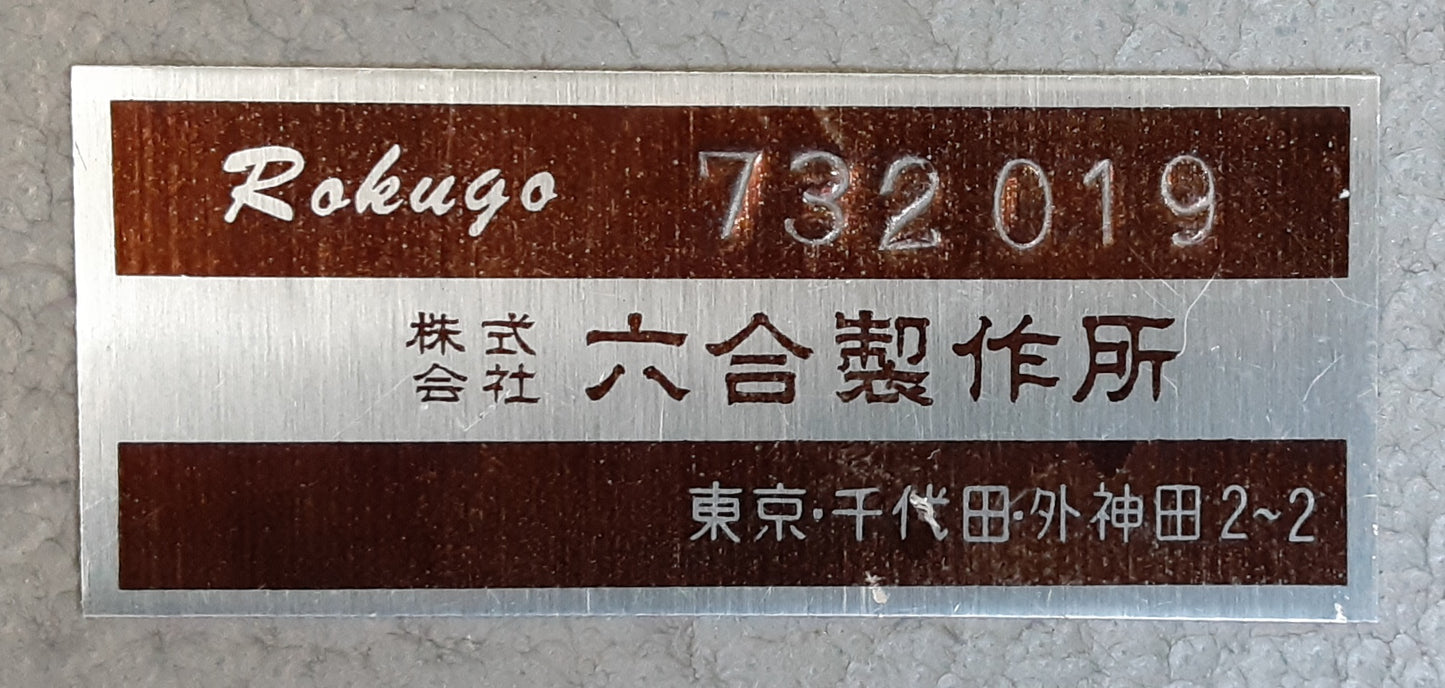 Rokugo 732019
株式会社 六合製作所
東京・千代田・外神田2~2